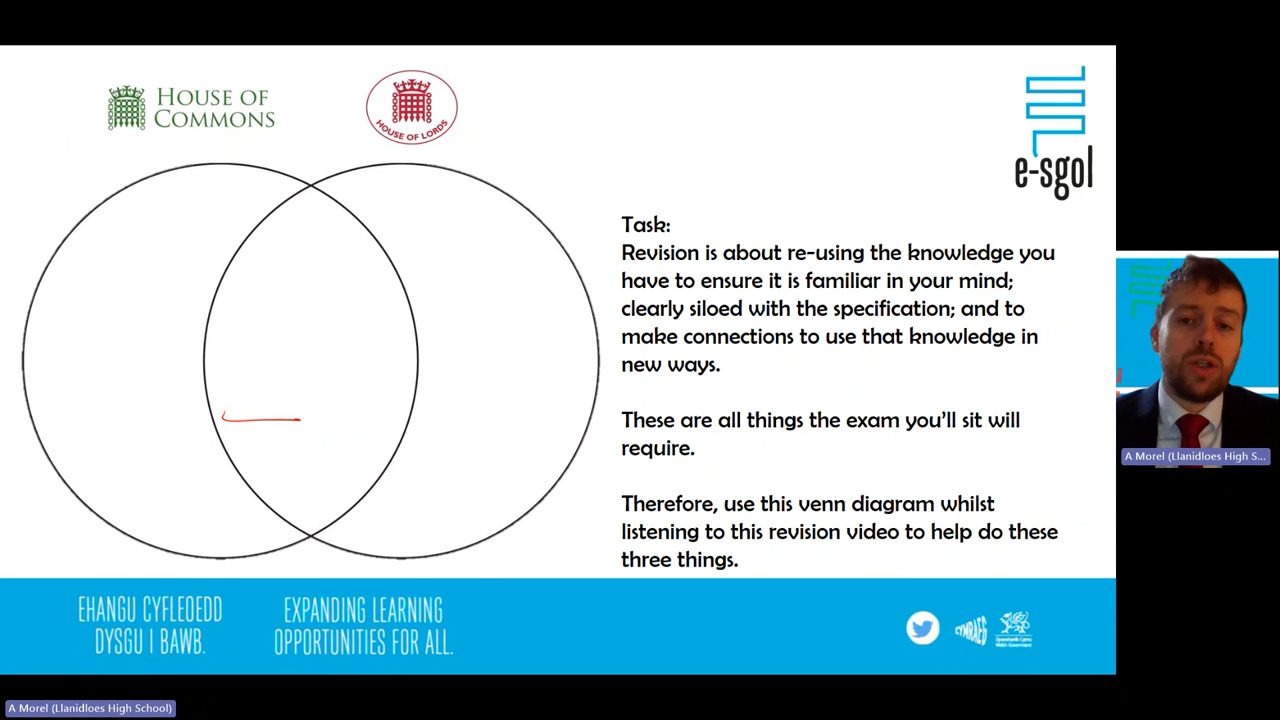 HOUSE OF
COMMONS
HOUSE OF LORDS
e-sgol
Task:
Revision is about re-using the knowledge you
have to ensure it is familiar in your mind;
clearly siloed with the specification; and to
make connections to use that knowledge in
new ways.
These are all things the exam you'll sit will
require.
Therefore, use this venn diagram whilst
listening to this revision video to help do these
three things.
A Morel (Llanidloes High S...
EHANGU CYFLEOEDD
DYSGU I BAWB.
EXPANDING LEARNING
OPPORTUNITIES FOR ALL.
CYMRAEG
Llywodraeth Cymru
Welsh Government
A Morel (Llanidloes High School)